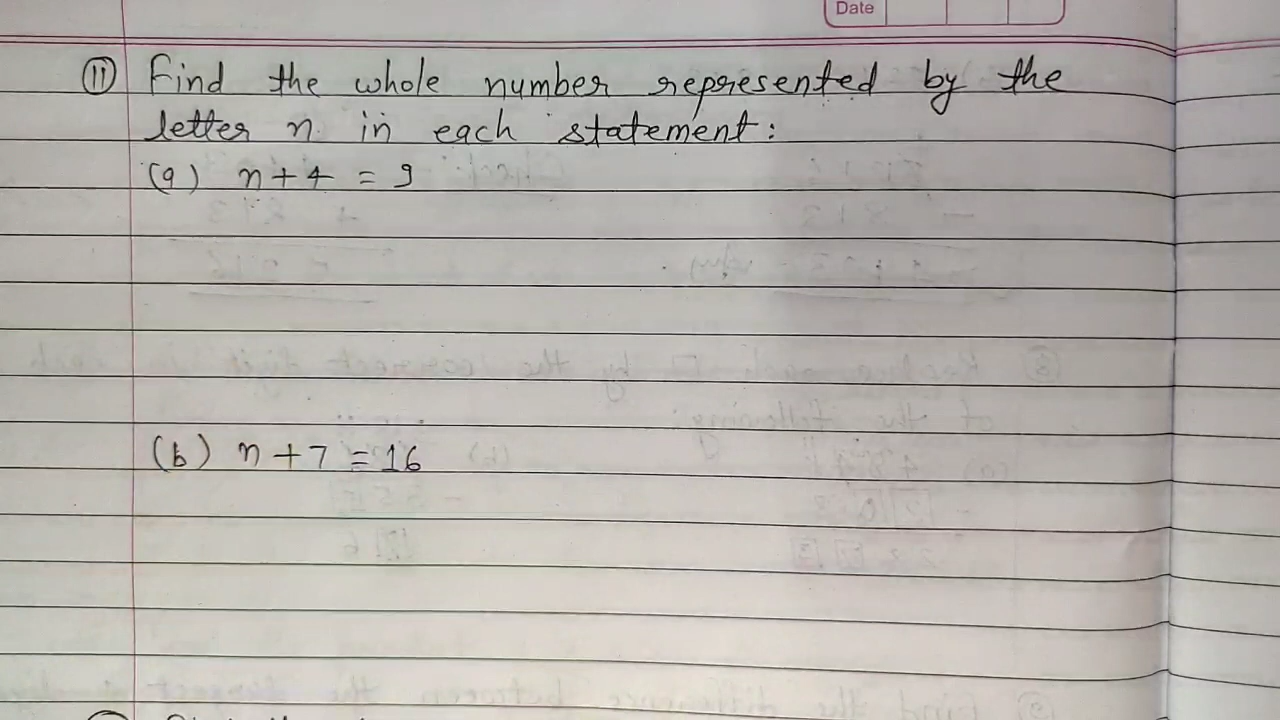 Date
(11) Find the whole number represented by the
letter n in each statement:
(a) n + 4 = 9
(b) n + 7 = 16